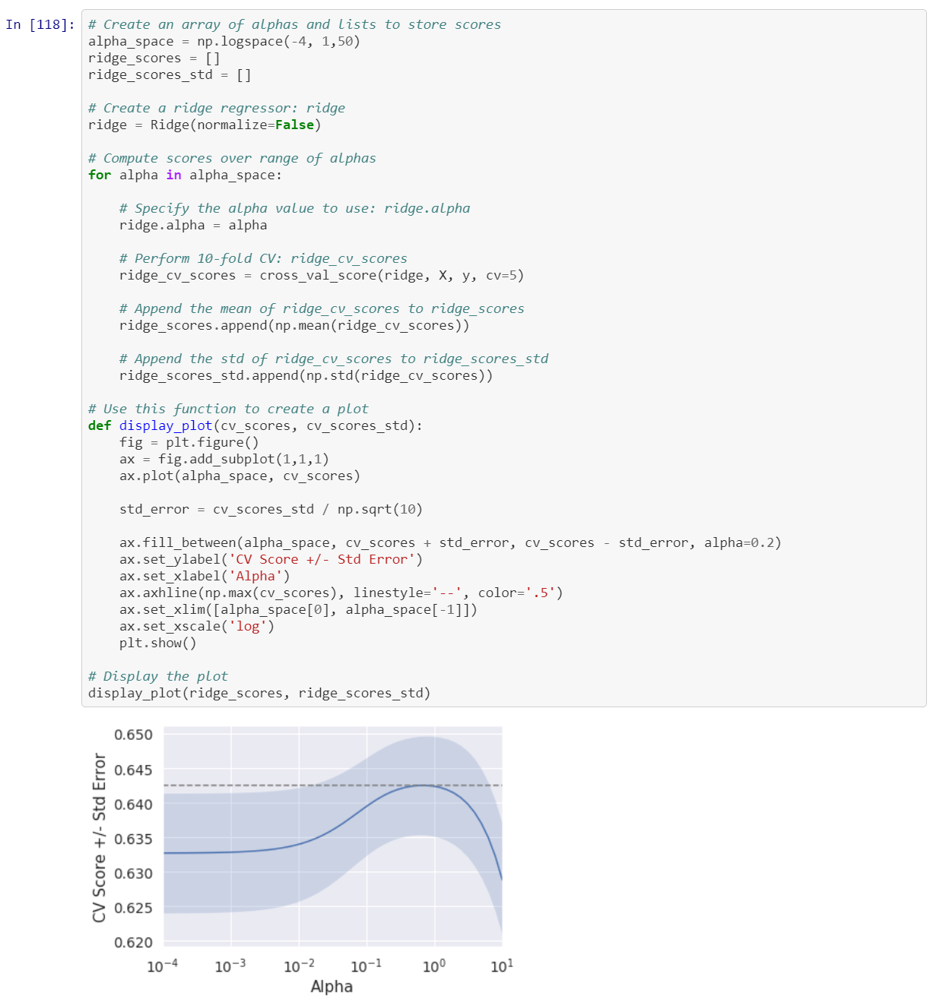 In [118]:
# Create an array of alphas and lists to store scores
alpha_space = np.logspace(-4, 1,50)
ridge_scores = []
ridge_scores_std = []

# Create a ridge regressor: ridge
ridge = Ridge(normalize=False)

# Compute scores over range of alphas
for alpha in alpha_space:

    # Specify the alpha value to use: ridge.alpha
    ridge.alpha = alpha

    # Perform 10-fold CV: ridge_cv_scores
    ridge_cv_scores = cross_val_score(ridge, X, y, cv=5)

    # Append the mean of ridge_cv_scores to ridge_scores
    ridge_scores.append(np.mean(ridge_cv_scores))

    # Append the std of ridge_cv_scores to ridge_scores_std
    ridge_scores_std.append(np.std(ridge_cv_scores))

# Use this function to create a plot
def display_plot(cv_scores, cv_scores_std):
    fig = plt.figure()
    ax = fig.add_subplot(1,1,1)
    ax.plot(alpha_space, cv_scores)

    std_error = cv_scores_std / np.sqrt(10)

    ax.fill_between(alpha_space, cv_scores + std_error, cv_scores - std_error, alpha=0.2)
    ax.set_ylabel('CV Score +/- Std Error')
    ax.set_xlabel('Alpha')
    ax.axhline(np.max(cv_scores), linestyle='--', color='.5')
    ax.set_xlim([alpha_space[0], alpha_space[-1]])
    ax.set_xscale('log')
    plt.show()

# Display the plot
display_plot(ridge_scores, ridge_scores_std)
CV Score +/- Std Error
0.650
0.645
0.640
0.635
0.630
0.625
0.620
10⁻⁴ 10⁻³ 10⁻² 10⁻¹ 10⁰ 10¹
Alpha